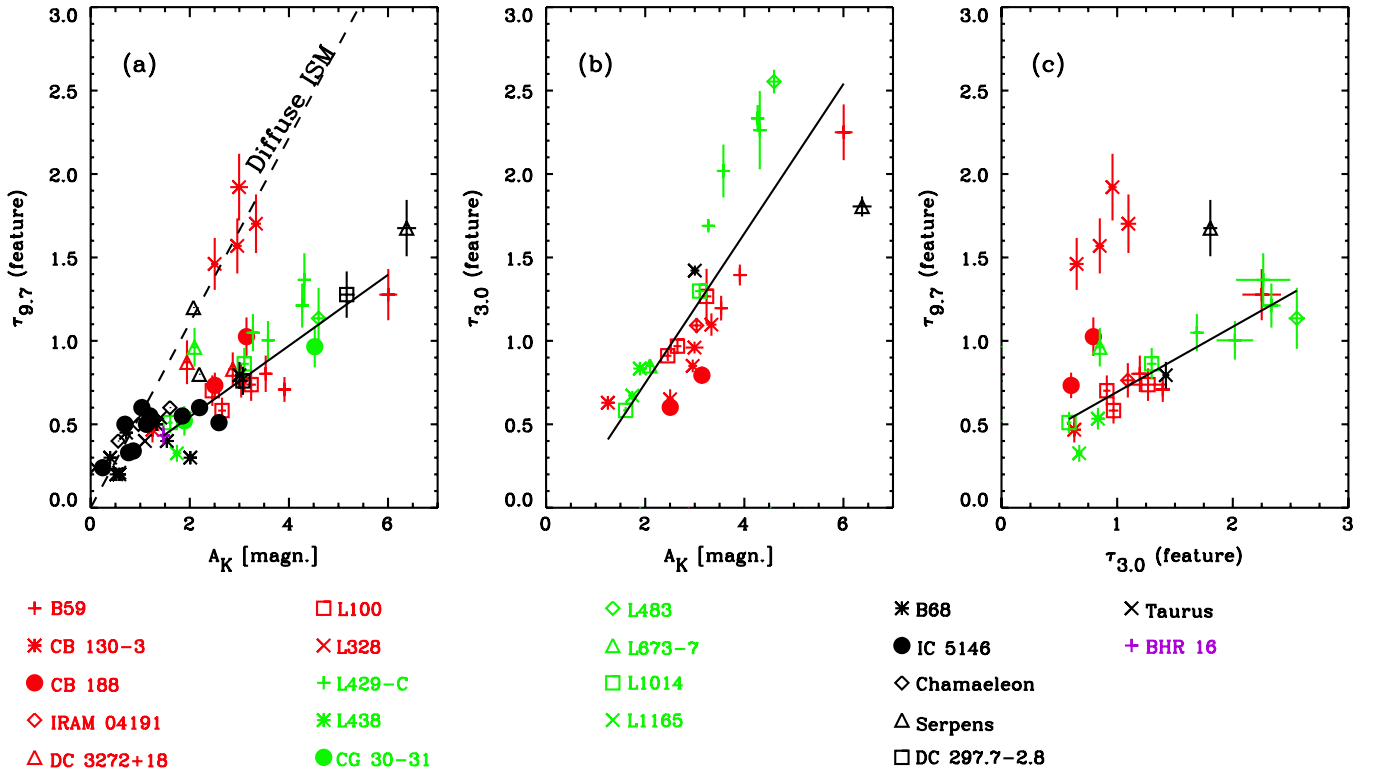 (a)
Diffuse ISM
τ9.7 (feature)
3.0
2.5
2.0
1.5
1.0
0.5
0.0
0 2 4 6
AK [magn.]
(b)
τ3.0 (feature)
3.0
2.5
2.0
1.5
1.0
0.5
0.0
0 2 4 6
AK [magn.]
(c)
τ9.7 (feature)
3.0
2.5
2.0
1.5
1.0
0.5
0.0
0 1 2 3
τ3.0 (feature)
B59
CB 130-3
CB 188
IRAM 04191
DC 3272+18
L100
L328
L429-C
L438
CG 30-31
L483
L673-7
L1014
L1165
B68
IC 5146
Chamaeleon
Serpens
DC 297.7-2.8
Taurus
BHR 16